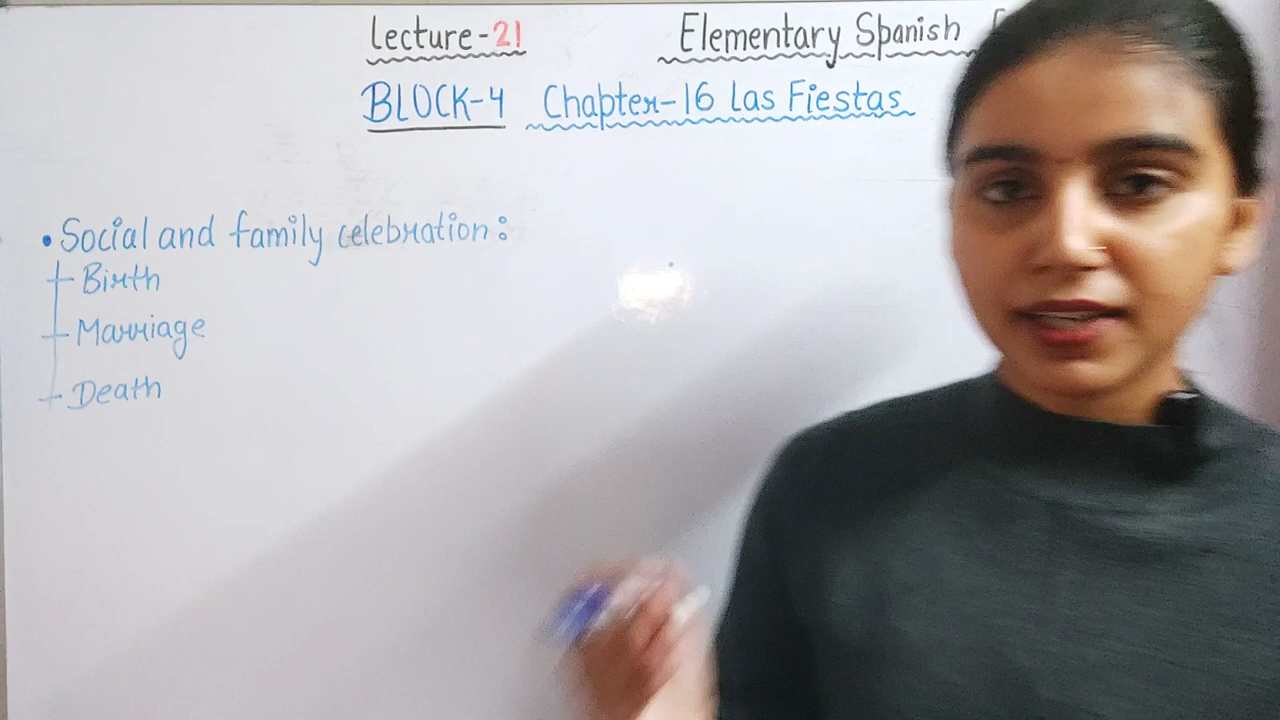 Lecture-21
Elementary Spanish
BLOCK-4 Chapter-16 Las Fiestas
• Social and family celebration:
Birth
Marriage
Death